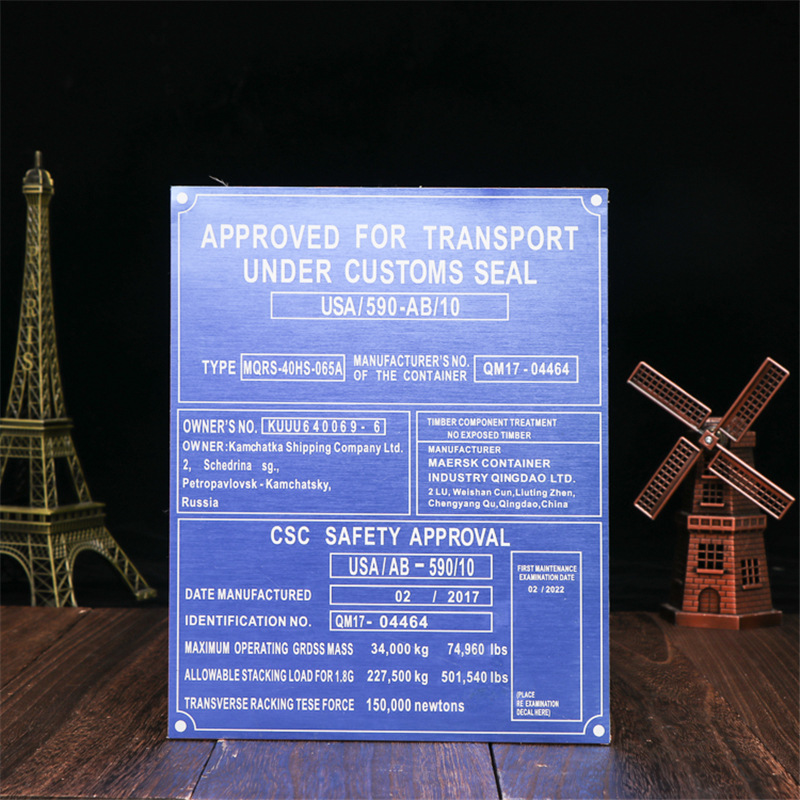 APPROVED FOR TRANSPORT
UNDER CUSTOMS SEAL
USA/590-AB/10
TYPE MQRS-40HS-065A
MANUFACTURER'S NO.
OF THE CONTAINER
QM17-04464
OWNER'S NO. KUUU640069-6
OWNER:Kamchatka Shipping Company Ltd.
2, Schedrina sg.,
Petropavlovsk-Kamchatsky,
Russia
TIMBER COMPONENT TREATMENT
NO EXPOSED TIMBER
MANUFACTURER
MAERSK CONTAINER
INDUSTRY QINGDAO LTD.
2 LU, Weishan Cun,Liuting Zhen,
Chengyang Qu,Qingdao,China
CSC SAFETY APPROVAL
USA/AB-590/10
DATE MANUFACTURED 02 / 2017
IDENTIFICATION NO. QM17-04464
MAXIMUM OPERATING GRDSS MASS 34,000 kg 74,960 lbs
ALLOWABLE STACKING LOAD FOR 1.8G 227,500 kg 501,540 lbs
TRANSVERSE RACKING TESE FORCE 150,000 newtons
FIRST MAINTENANCE
EXAMINATION DATE
02 / 2022
(PLACE
RE EXAMINATION
DECAL HERE)